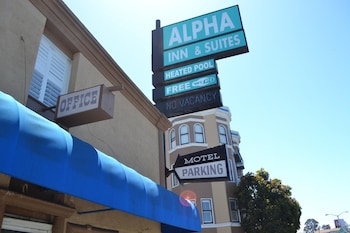 ALPHA
INN & SUITES
HEATED POOL
FREE
NO VACANCY
OFFICE
MOTEL
PARKING